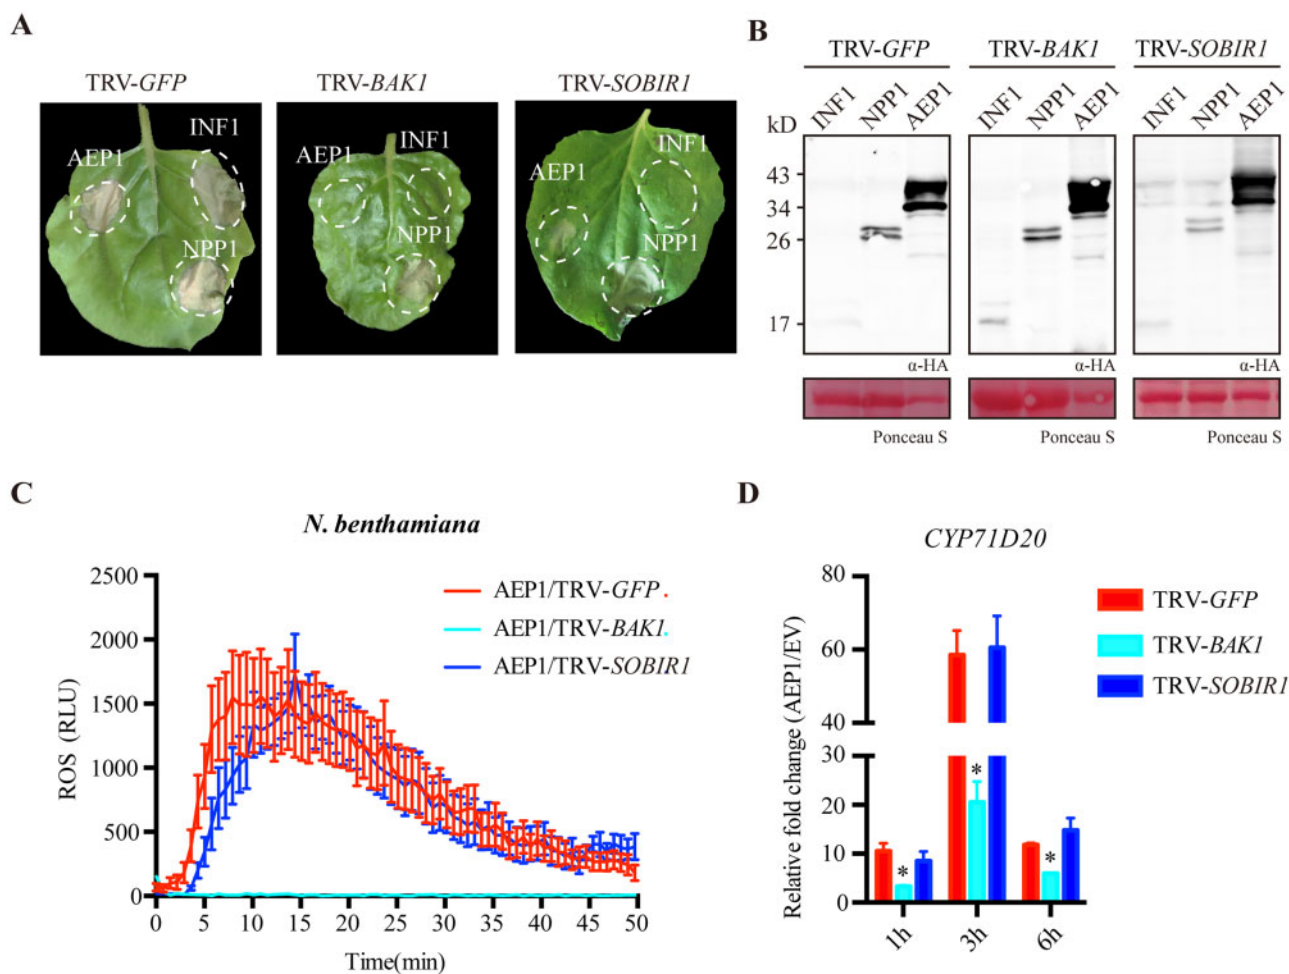 A
TRV-GFP
TRV-BAK1
TRV-SOBIR1
AEP1
INF1
NPP1
AEP1
INF1
NPP1
AEP1
INF1
NPP1
B
TRV-GFP
TRV-BAK1
TRV-SOBIR1
kD
INF1
NPP1
AEP1
INF1
NPP1
AEP1
INF1
NPP1
AEP1
43
34
26
17
α-HA
α-HA
α-HA
Ponceau S
Ponceau S
Ponceau S
C
N. benthamiana
ROS (RLU)
2500
2000
1500
1000
500
0
0 5 10 15 20 25 30 35 40 45 50
Time(min)
AEP1/TRV-GFP
AEP1/TRV-BAK1
AEP1/TRV-SOBIR1
D
CYP71D20
Relative fold change (AEP1/EV)
80
60
40
30
20
10
0
*
*
*
1h
3h
6h
TRV-GFP
TRV-BAK1
TRV-SOBIR1